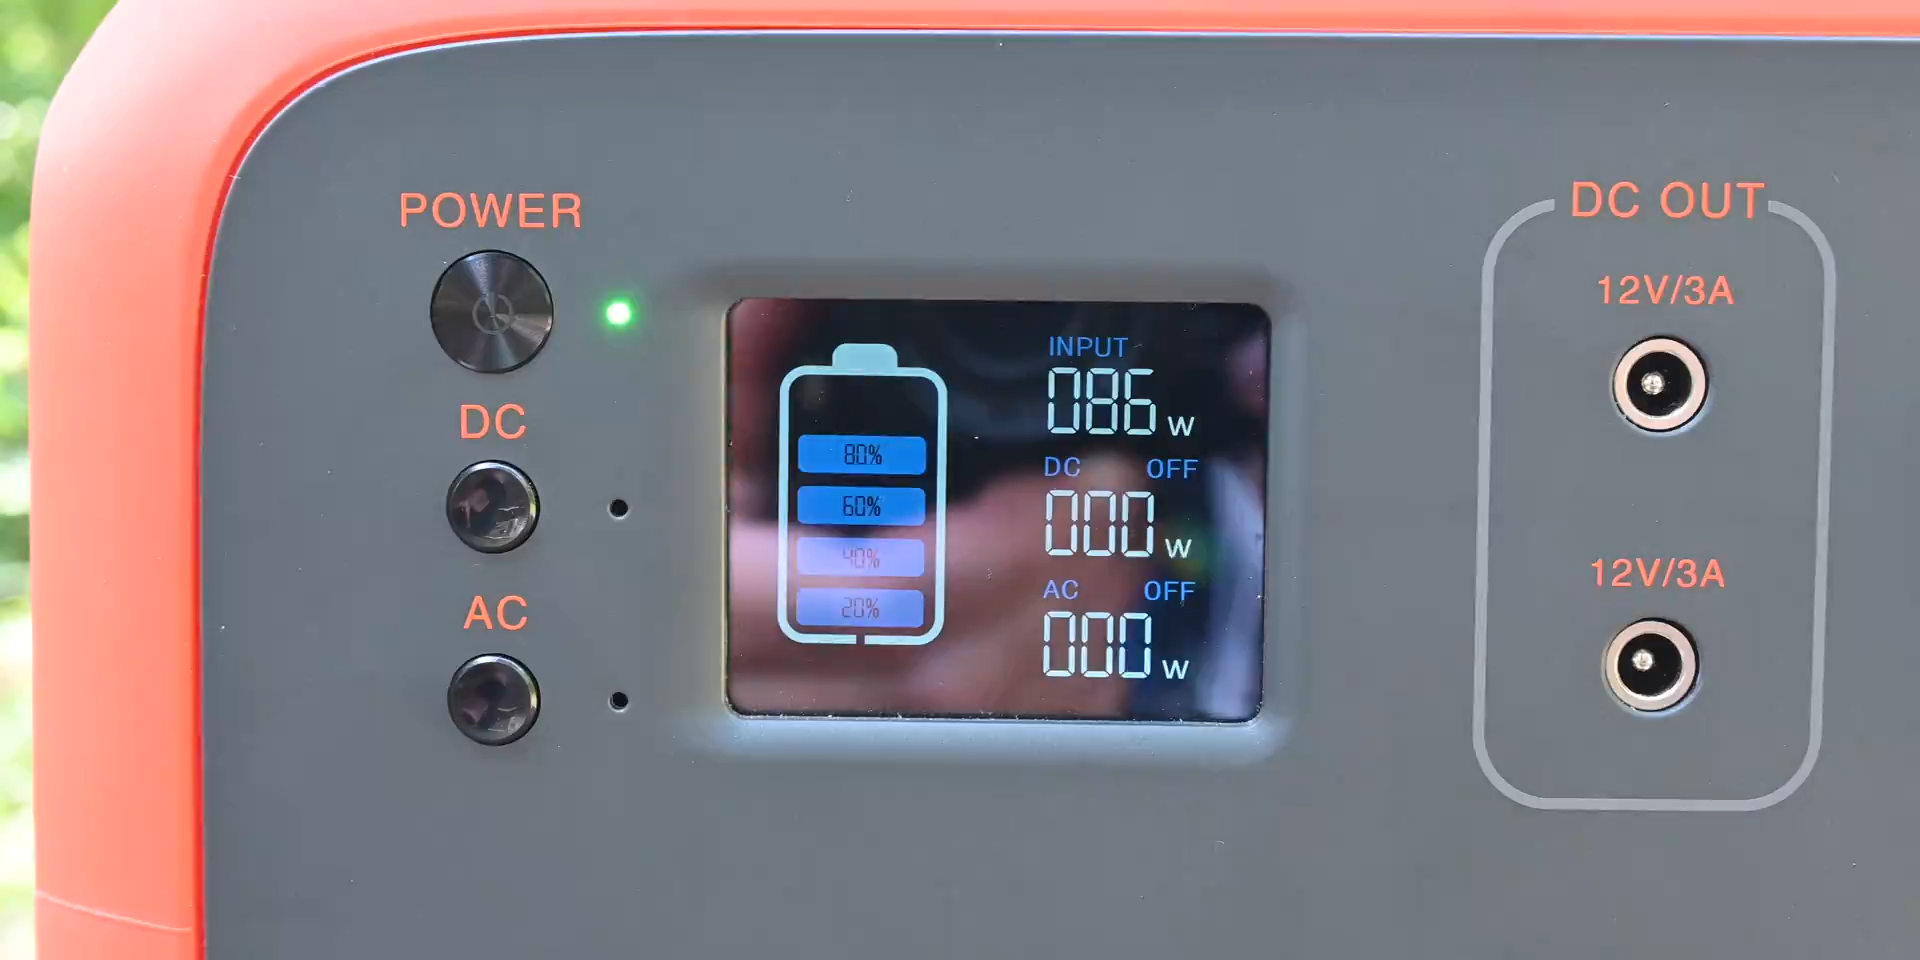 POWER
DC
AC
80%
60%
40%
20%
INPUT
086 W
DC OFF
000 W
AC OFF
000 W
DC OUT
12V/3A
12V/3A